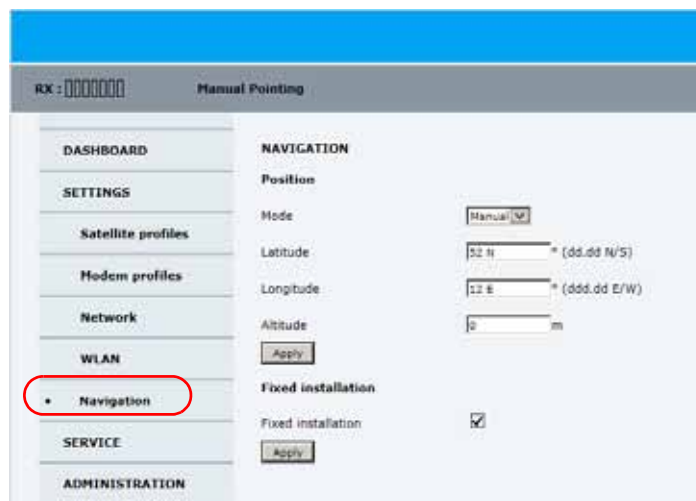 RX : ▯▯▯▯▯▯▯ Manual Pointing
DASHBOARD
SETTINGS
Satellite profiles
Modem profiles
Network
WLAN
• Navigation
SERVICE
ADMINISTRATION
NAVIGATION
Position
Mode Manual
Latitude 52 N ° (dd.dd N/S)
Longitude 12 E ° (ddd.dd E/W)
Altitude 0 m
Apply
Fixed installation
Fixed installation
Apply